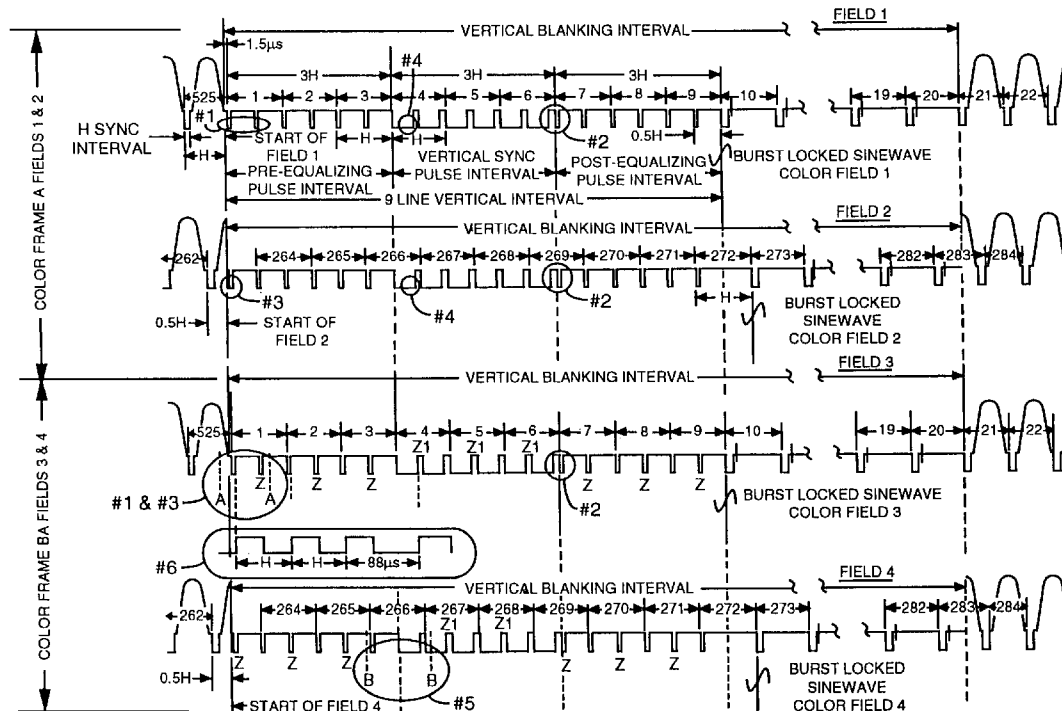 FIELD 1
VERTICAL BLANKING INTERVAL
1.5µs
#4
3H 3H 3H
525 1 2 3 4 5 6 7 8 9 10 19 20 21 22
#1
H SYNC
INTERVAL
H
START OF
FIELD 1
H H
#2
0.5H
PRE-EQUALIZING
PULSE INTERVAL
VERTICAL SYNC
PULSE INTERVAL
POST-EQUALIZING
PULSE INTERVAL
BURST LOCKED SINEWAVE
COLOR FIELD 1
9 LINE VERTICAL INTERVAL
COLOR FRAME A FIELDS 1 & 2
FIELD 2
VERTICAL BLANKING INTERVAL
262 264 265 266 267 268 269 270 271 272 273 282 283 284
#3
#4
#2
H
0.5H
START OF
FIELD 2
BURST LOCKED
SINEWAVE
COLOR FIELD 2
FIELD 3
VERTICAL BLANKING INTERVAL
525 1 2 3 4 5 6 7 8 9 10 19 20 21 22
Z1 Z1 Z1
A Z A Z Z Z Z Z
#1 & #3
#2
BURST LOCKED SINEWAVE
COLOR FIELD 3
#6
H H 88µs
COLOR FRAME BA FIELDS 3 & 4
FIELD 4
VERTICAL BLANKING INTERVAL
262 264 265 266 267 268 269 270 271 272 273 282 283 284
Z1 Z1
Z Z Z B B Z Z Z
0.5H
#5
START OF FIELD 4
BURST LOCKED
SINEWAVE
COLOR FIELD 4